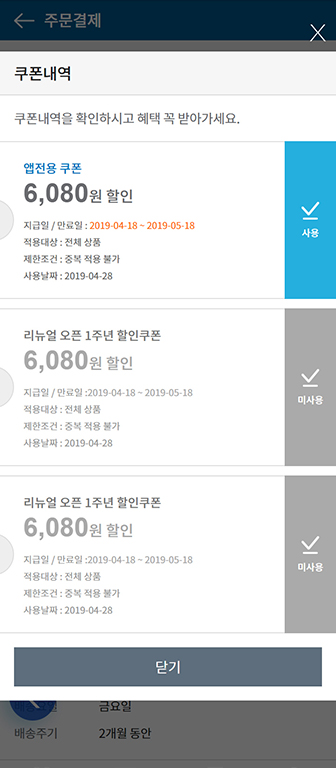 주문결제
쿠폰내역
쿠폰내역을 확인하시고 혜택 꼭 받아가세요.
앱전용 쿠폰
6,080원 할인
지급일 / 만료일 : 2019-04-18 ~ 2019-05-18
적용대상 : 전체 상품
제한조건 : 중복 적용 불가
사용날짜 : 2019-04-28
사용
리뉴얼 오픈 1주년 할인쿠폰
6,080원 할인
지급일 / 만료일 :2019-04-18 ~ 2019-05-18
적용대상 : 전체 상품
제한조건 : 중복 적용 불가
사용날짜 : 2019-04-28
미사용
리뉴얼 오픈 1주년 할인쿠폰
6,080원 할인
지급일 / 만료일 :2019-04-18 ~ 2019-05-18
적용대상 : 전체 상품
제한조건 : 중복 적용 불가
사용날짜 : 2019-04-28
미사용
닫기
금요일
배송주기 2개월 동안